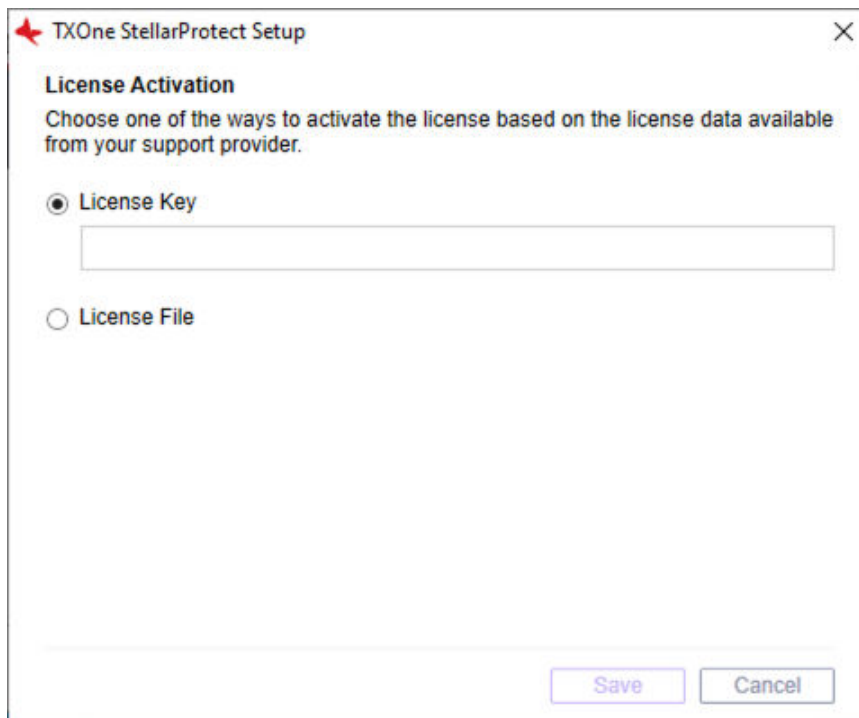 TXOne StellarProtect Setup
License Activation
Choose one of the ways to activate the license based on the license data available
from your support provider.
License Key
License File
Save
Cancel